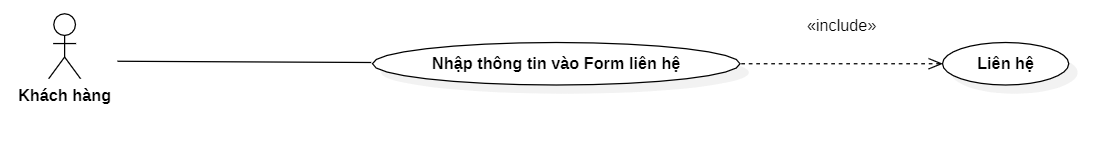 «include»
Nhập thông tin vào Form liên hệ
Liên hệ
Khách hàng